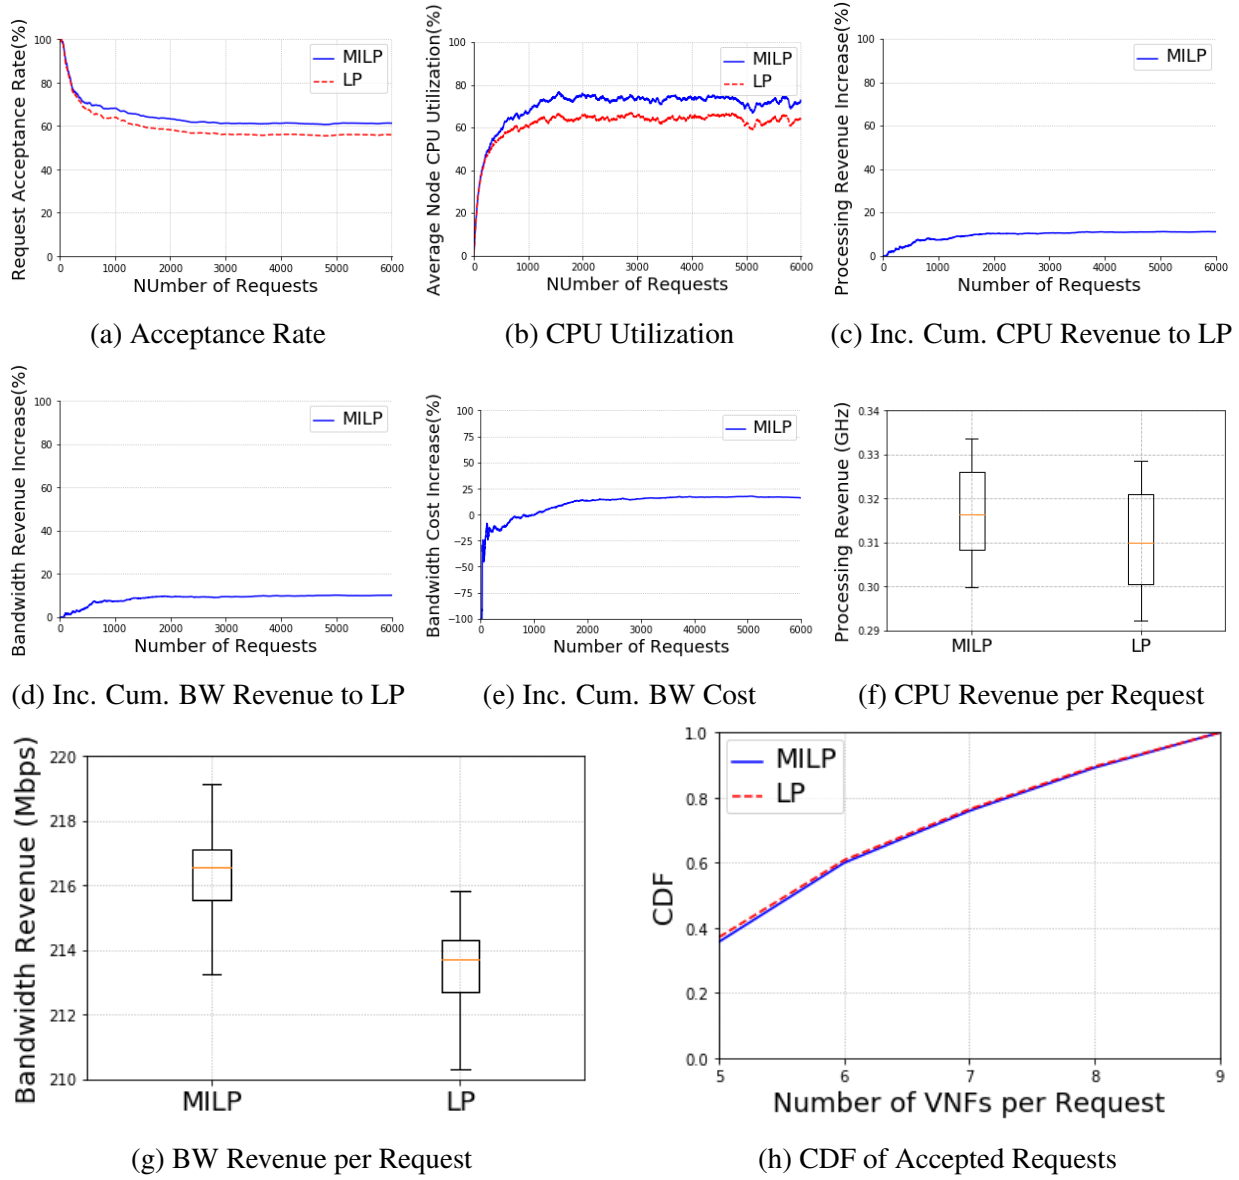 Request Acceptance Rate(%)
100
80
60
40
20
0
MILP
LP
0 1000 2000 3000 4000 5000 6000
NUmber of Requests
(a) Acceptance Rate
Average Node CPU Utilization(%)
100
80
60
40
20
0
MILP
LP
0 1000 2000 3000 4000 5000 6000
NUmber of Requests
(b) CPU Utilization
Processing Revenue Increase(%)
100
80
60
40
20
0
MILP
0 1000 2000 3000 4000 5000 6000
Number of Requests
(c) Inc. Cum. CPU Revenue to LP
Bandwidth Revenue Increase(%)
100
80
60
40
20
0
MILP
0 1000 2000 3000 4000 5000 6000
Number of Requests
(d) Inc. Cum. BW Revenue to LP
Bandwidth Cost Increase(%)
100
75
50
25
0
−25
−50
−75
−100
MILP
0 1000 2000 3000 4000 5000 6000
Number of Requests
(e) Inc. Cum. BW Cost
Processing Revenue (GHz)
0.34
0.33
0.32
0.31
0.30
0.29
MILP LP
(f) CPU Revenue per Request
Bandwidth Revenue (Mbps)
220
218
216
214
212
210
MILP LP
(g) BW Revenue per Request
CDF
1.0
0.8
0.6
0.4
0.2
0.0
MILP
LP
5 6 7 8 9
Number of VNFs per Request
(h) CDF of Accepted Requests